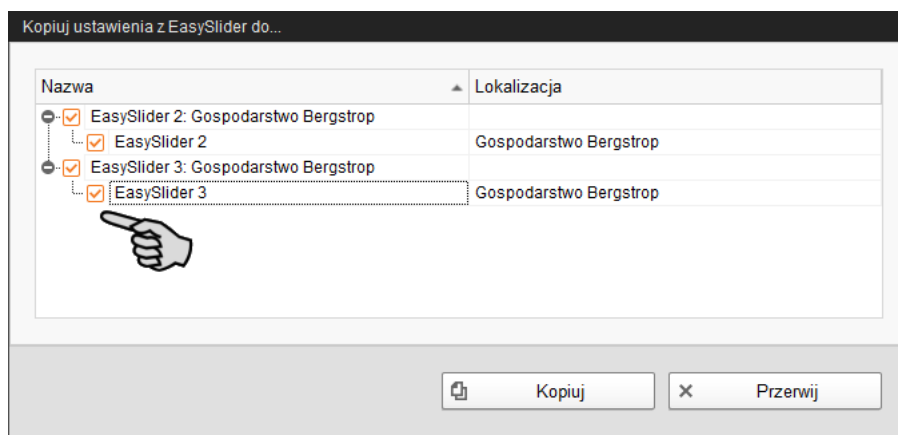 Kopiuj ustawienia z EasySlider do...
Nazwa Lokalizacja
EasySlider 2: Gospodarstwo Bergstrop
EasySlider 2 Gospodarstwo Bergstrop
EasySlider 3: Gospodarstwo Bergstrop
EasySlider 3 Gospodarstwo Bergstrop
Kopiuj Przerwij